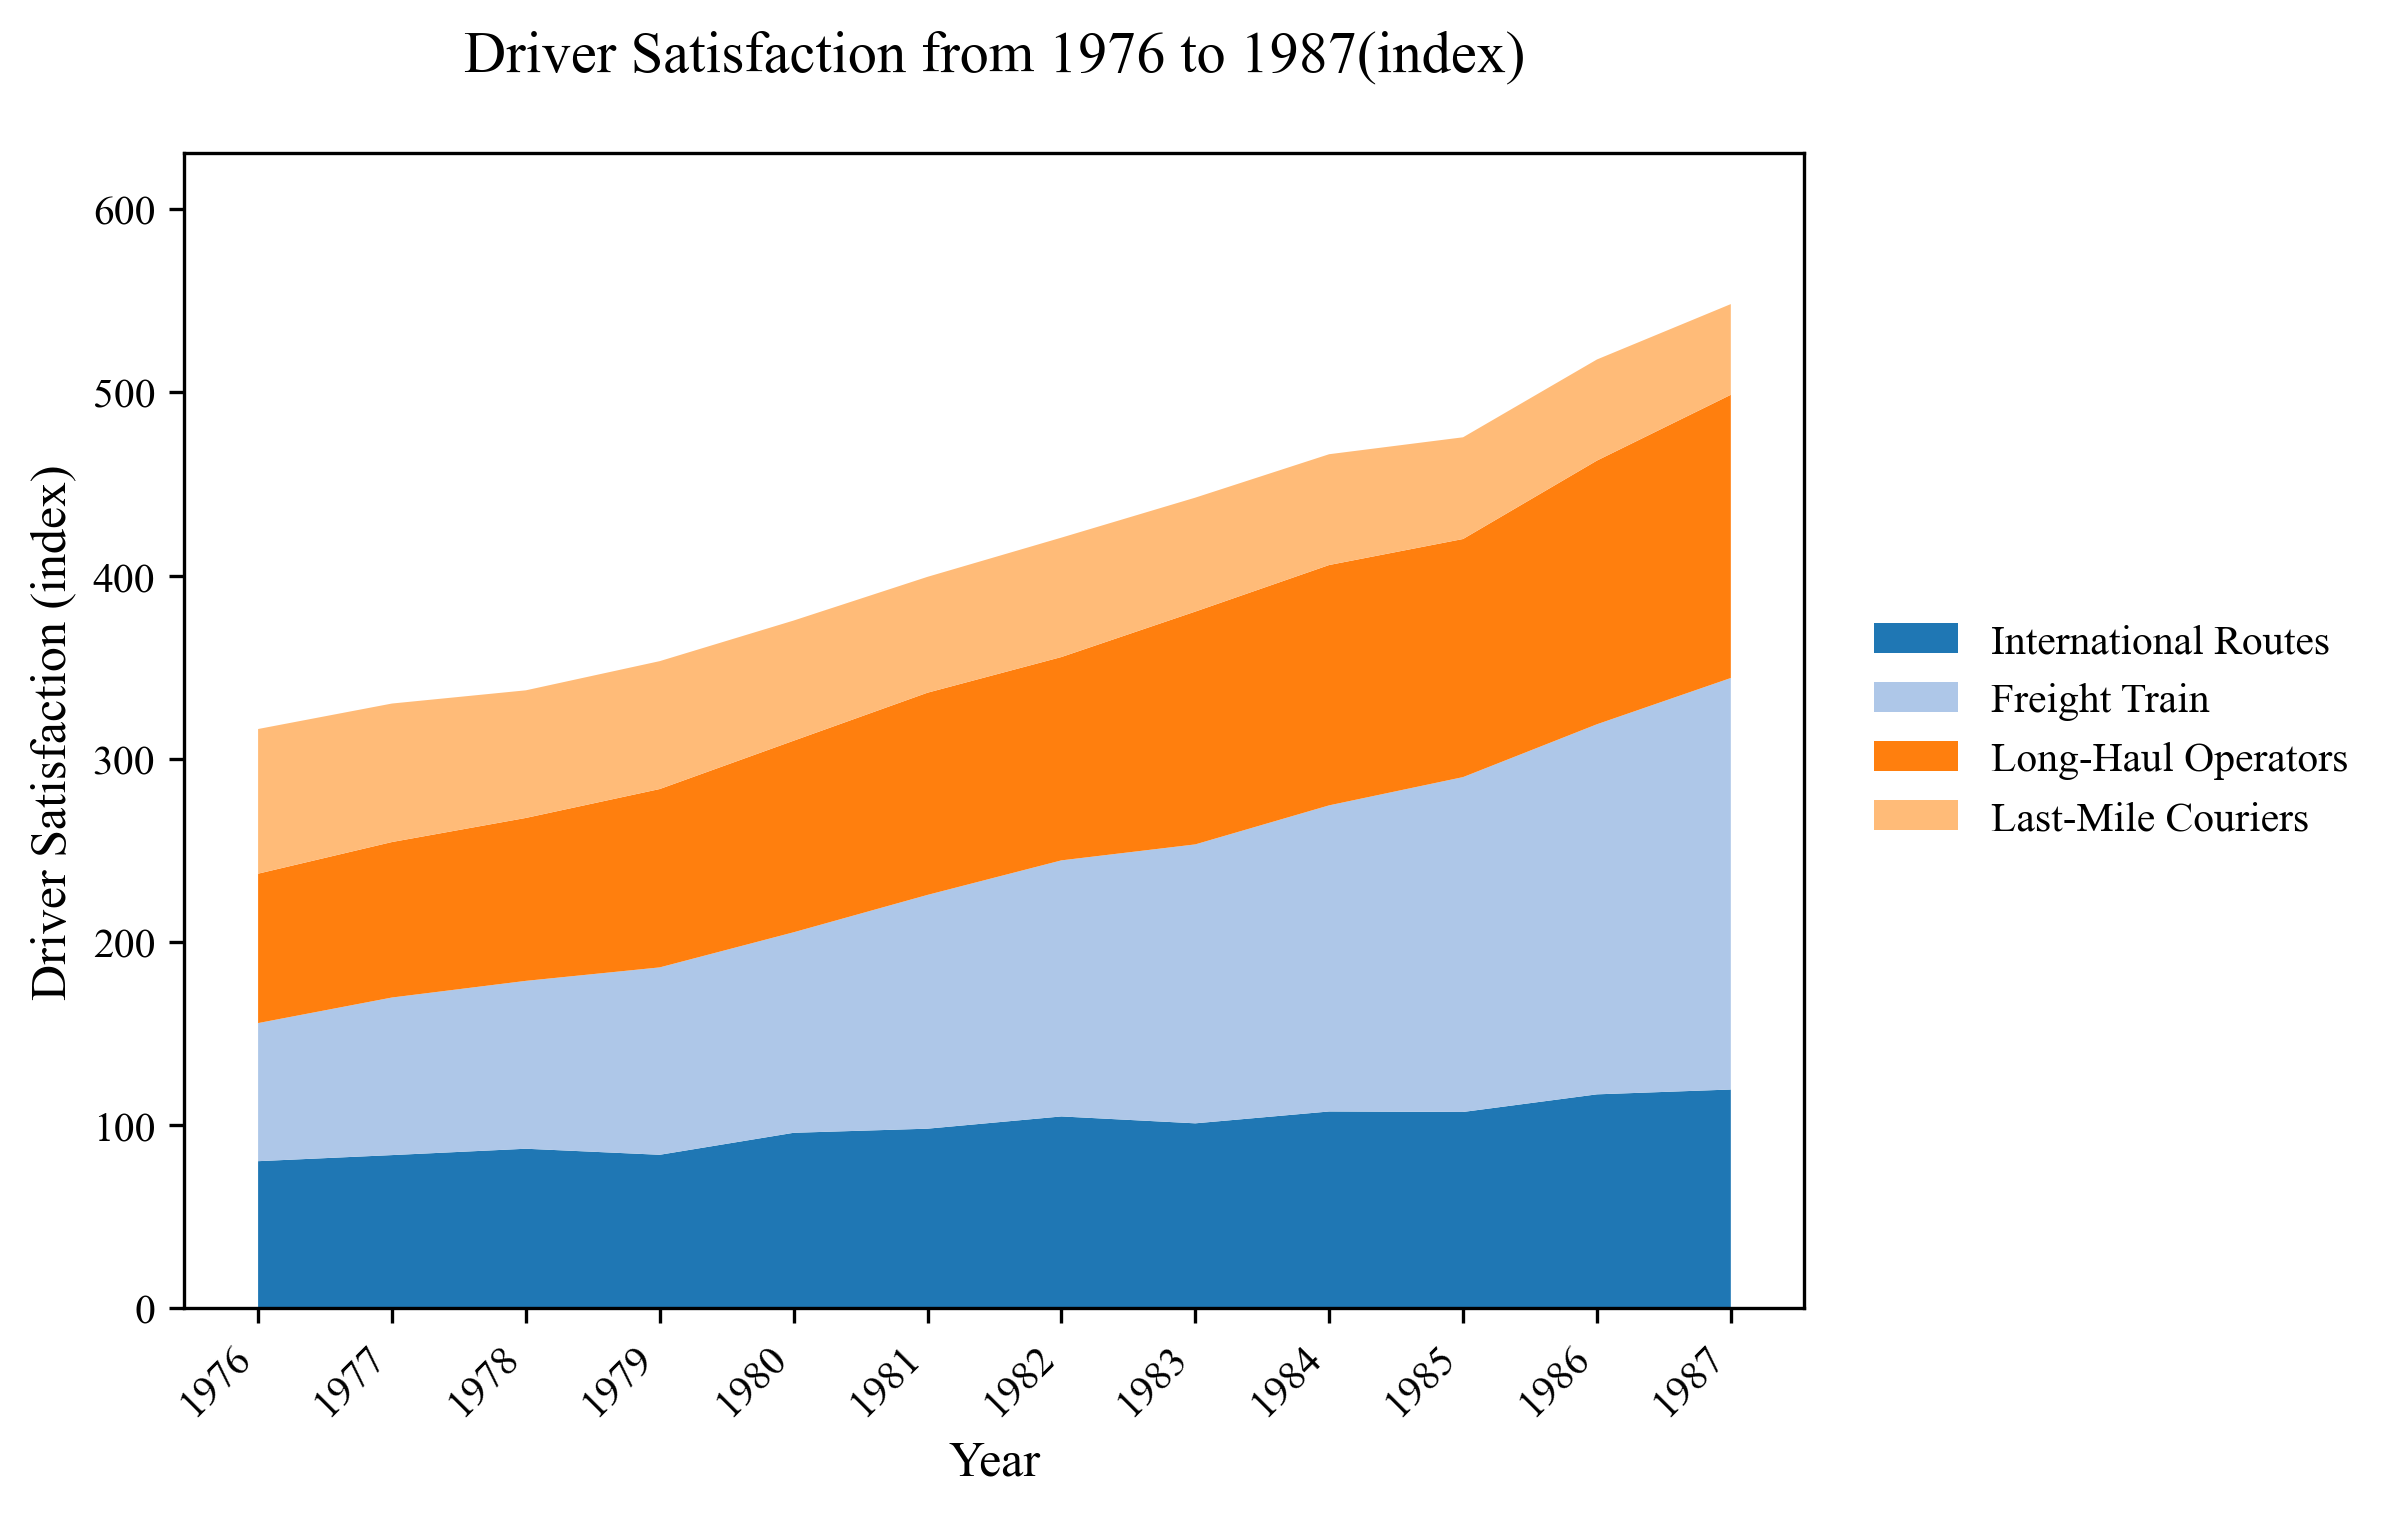 Driver Satisfaction from 1976 to 1987(index)
Driver Satisfaction (index)
600
500
400
300
200
100
0
1976
1977
1978
1979
1980
1981
1982
1983
1984
1985
1986
1987
Year
International Routes
Freight Train
Long-Haul Operators
Last-Mile Couriers